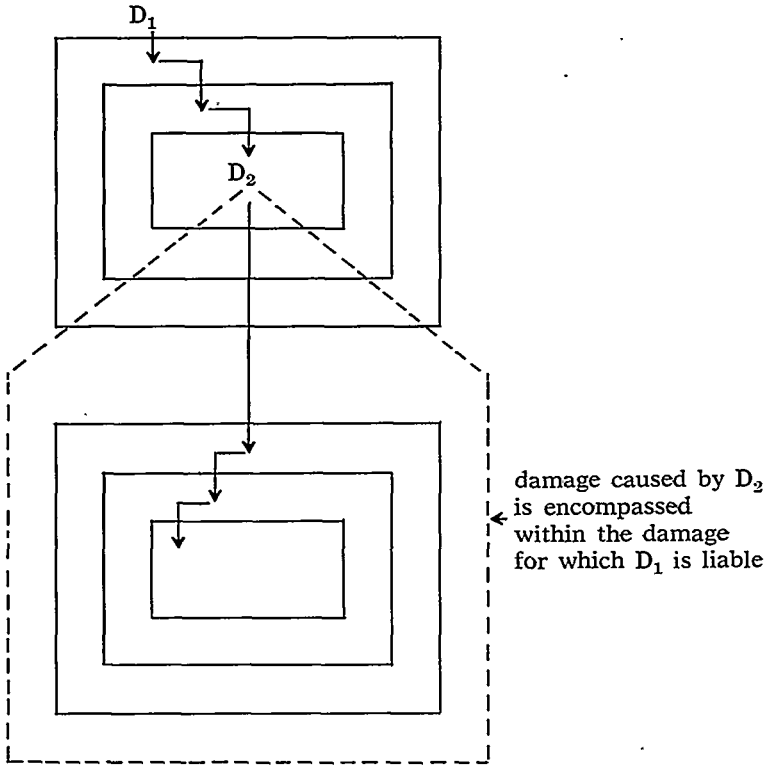 D₁
D₂
damage caused by D₂
is encompassed
within the damage
for which D₁ is liable